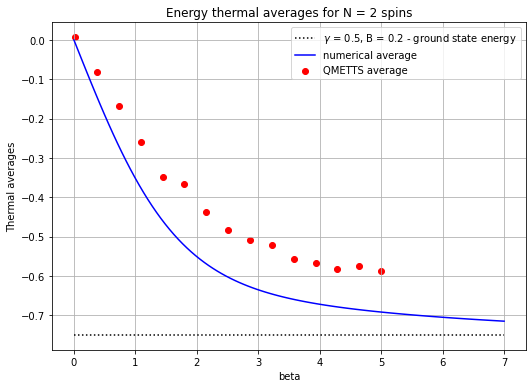 Energy thermal averages for N = 2 spins
γ = 0.5, B = 0.2 - ground state energy
numerical average
QMETTS average
Thermal averages
0.0
−0.1
−0.2
−0.3
−0.4
−0.5
−0.6
−0.7
0 1 2 3 4 5 6 7
beta